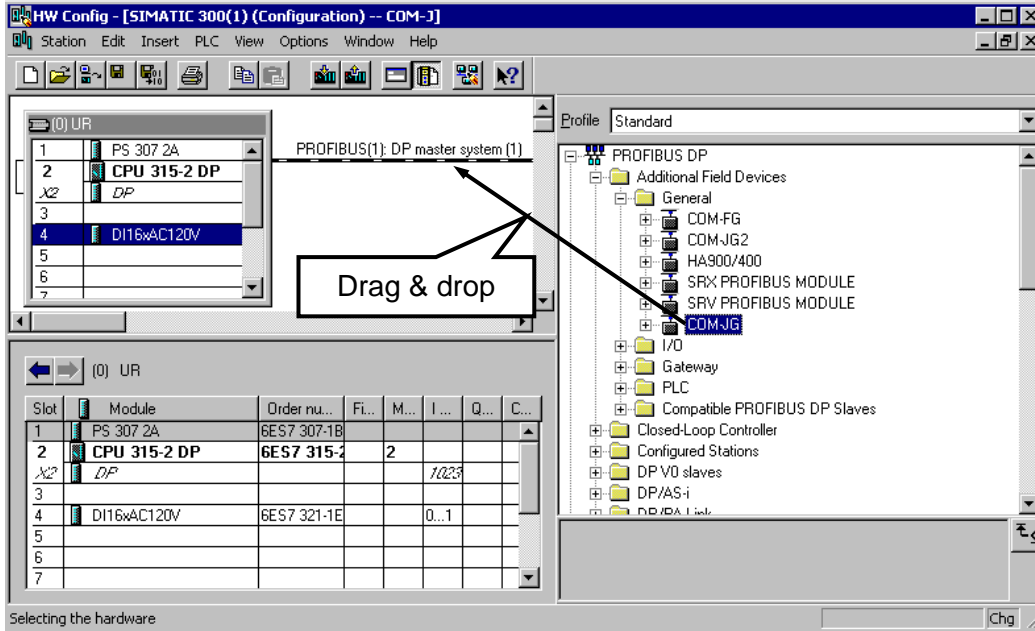 HW Config - [SIMATIC 300(1) (Configuration) -- COM-J]
Station Edit Insert PLC View Options Window Help
(0) UR
1 PS 307 2A
2 CPU 315-2 DP
X2 DP
3
4 DI16xAC120V
5
6
7
PROFIBUS(1): DP master system (1)
Drag & drop
Profile Standard
PROFIBUS DP
Additional Field Devices
General
COM-FG
COM-JG2
HA900/400
SRX PROFIBUS MODULE
SRV PROFIBUS MODULE
COM-JG
I/O
Gateway
PLC
Compatible PROFIBUS DP Slaves
Closed-Loop Controller
Configured Stations
DP V0 slaves
DP/AS-i
DP/PA Link
(0) UR
Slot Module Order nu... Fi... M... I ... Q... C...
1 PS 307 2A 6ES7 307-1B
2 CPU 315-2 DP 6ES7 315-2 2
X2 DP 1023
3
4 DI16xAC120V 6ES7 321-1E 0...1
5
6
7
Selecting the hardware Chg